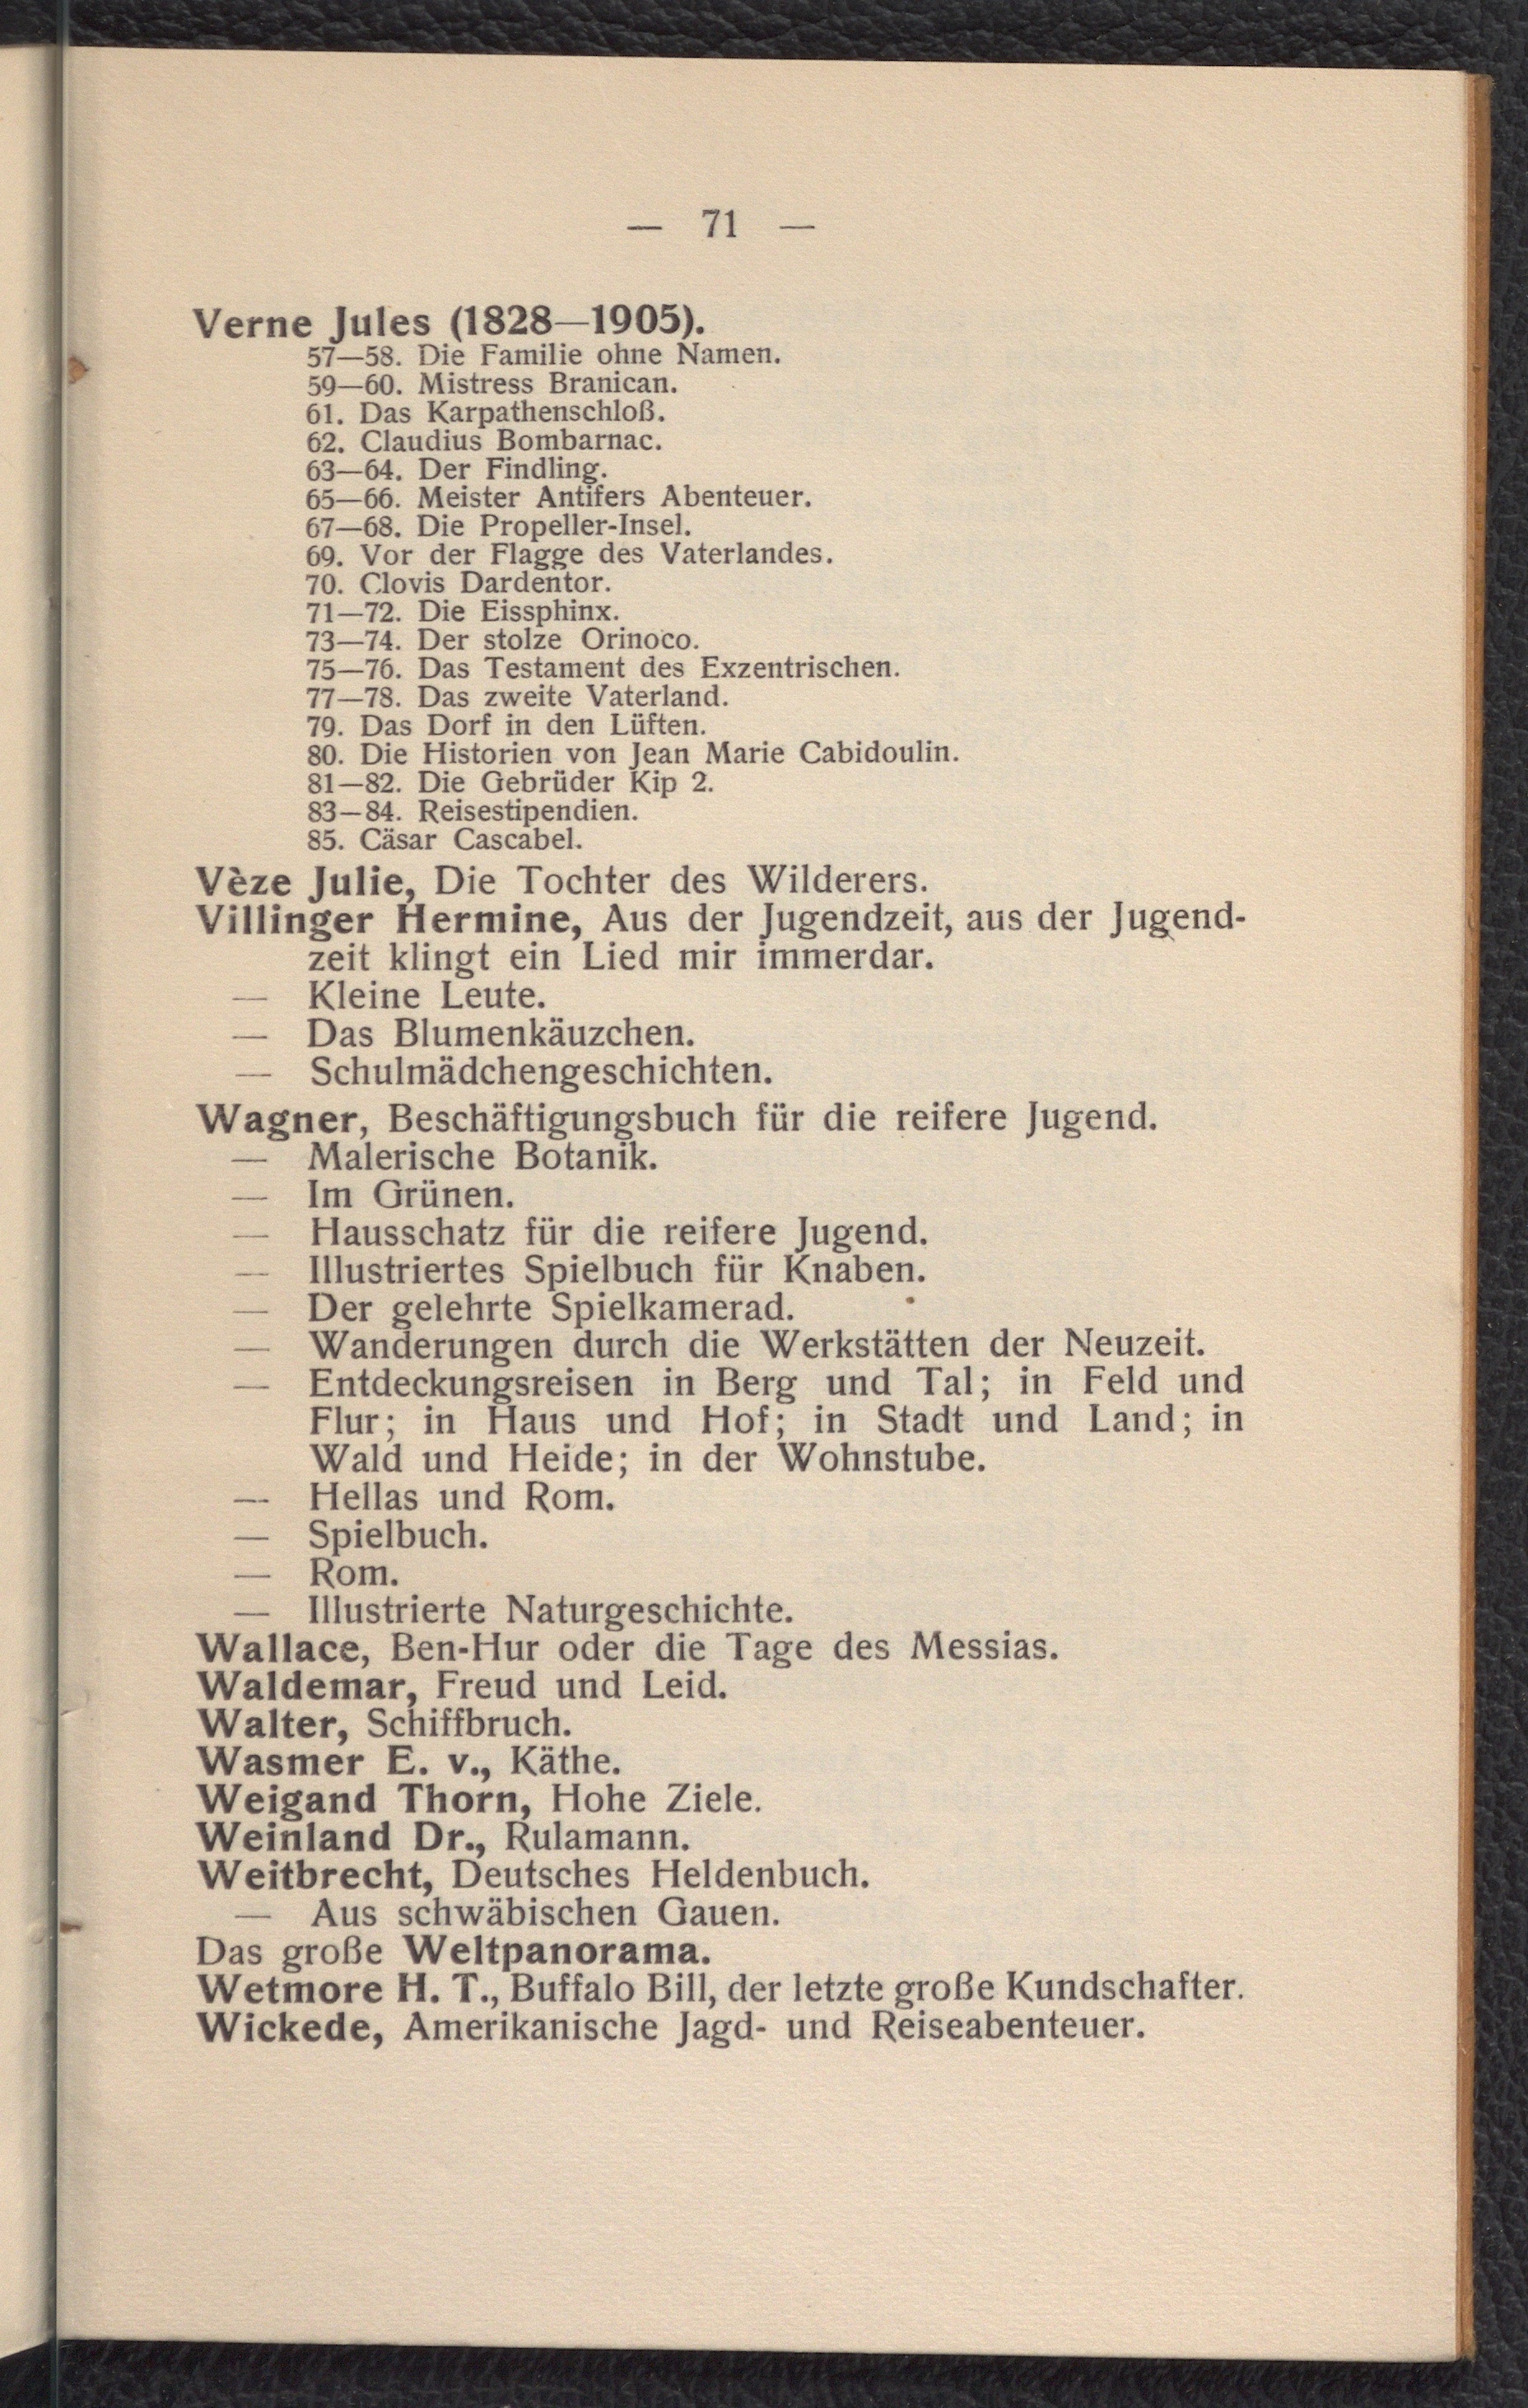 — 71 —
Verne Jules (1828—1905).
57—58. Die Familie ohne Namen.
59—60. Mistress Branican.
61. Das Karpathenschloß.
62. Claudius Bombarnac.
63—64. Der Findling.
65—66. Meister Antifers Abenteuer.
67—68. Die Propeller-Insel.
69. Vor der Flagge des Vaterlandes.
70. Clovis Dardentor.
71—72. Die Eissphinx.
73—74. Der stolze Orinoco.
75—76. Das Testament des Exzentrischen.
77—78. Das zweite Vaterland.
79. Das Dorf in den Lüften.
80. Die Historien von Jean Marie Cabidoulin.
81—82. Die Gebrüder Kip 2.
83—84. Reisestipendien.
85. Cäsar Cascabel.
Vèze Julie, Die Tochter des Wilderers.
Villinger Hermine, Aus der Jugendzeit, aus der Jugend-
zeit klingt ein Lied mir immerdar.
— Kleine Leute.
— Das Blumenkäuzchen.
— Schulmädchengeschichten.
Wagner, Beschäftigungsbuch für die reifere Jugend.
— Malerische Botanik.
— Im Grünen.
— Hausschatz für die reifere Jugend.
— Illustriertes Spielbuch für Knaben.
— Der gelehrte Spielkamerad.
— Wanderungen durch die Werkstätten der Neuzeit.
— Entdeckungsreisen in Berg und Tal; in Feld und
Flur; in Haus und Hof; in Stadt und Land; in
Wald und Heide; in der Wohnstube.
— Hellas und Rom.
— Spielbuch.
— Rom.
— Illustrierte Naturgeschichte.
Wallace, Ben-Hur oder die Tage des Messias.
Waldemar, Freud und Leid.
Walter, Schiffbruch.
Wasmer E. v., Käthe.
Weigand Thorn, Hohe Ziele.
Weinland Dr., Rulamann.
Weitbrecht, Deutsches Heldenbuch.
— Aus schwäbischen Gauen.
Das große Weltpanorama.
Wetmore H. T., Buffalo Bill, der letzte große Kundschafter.
Wickede, Amerikanische Jagd- und Reiseabenteuer.